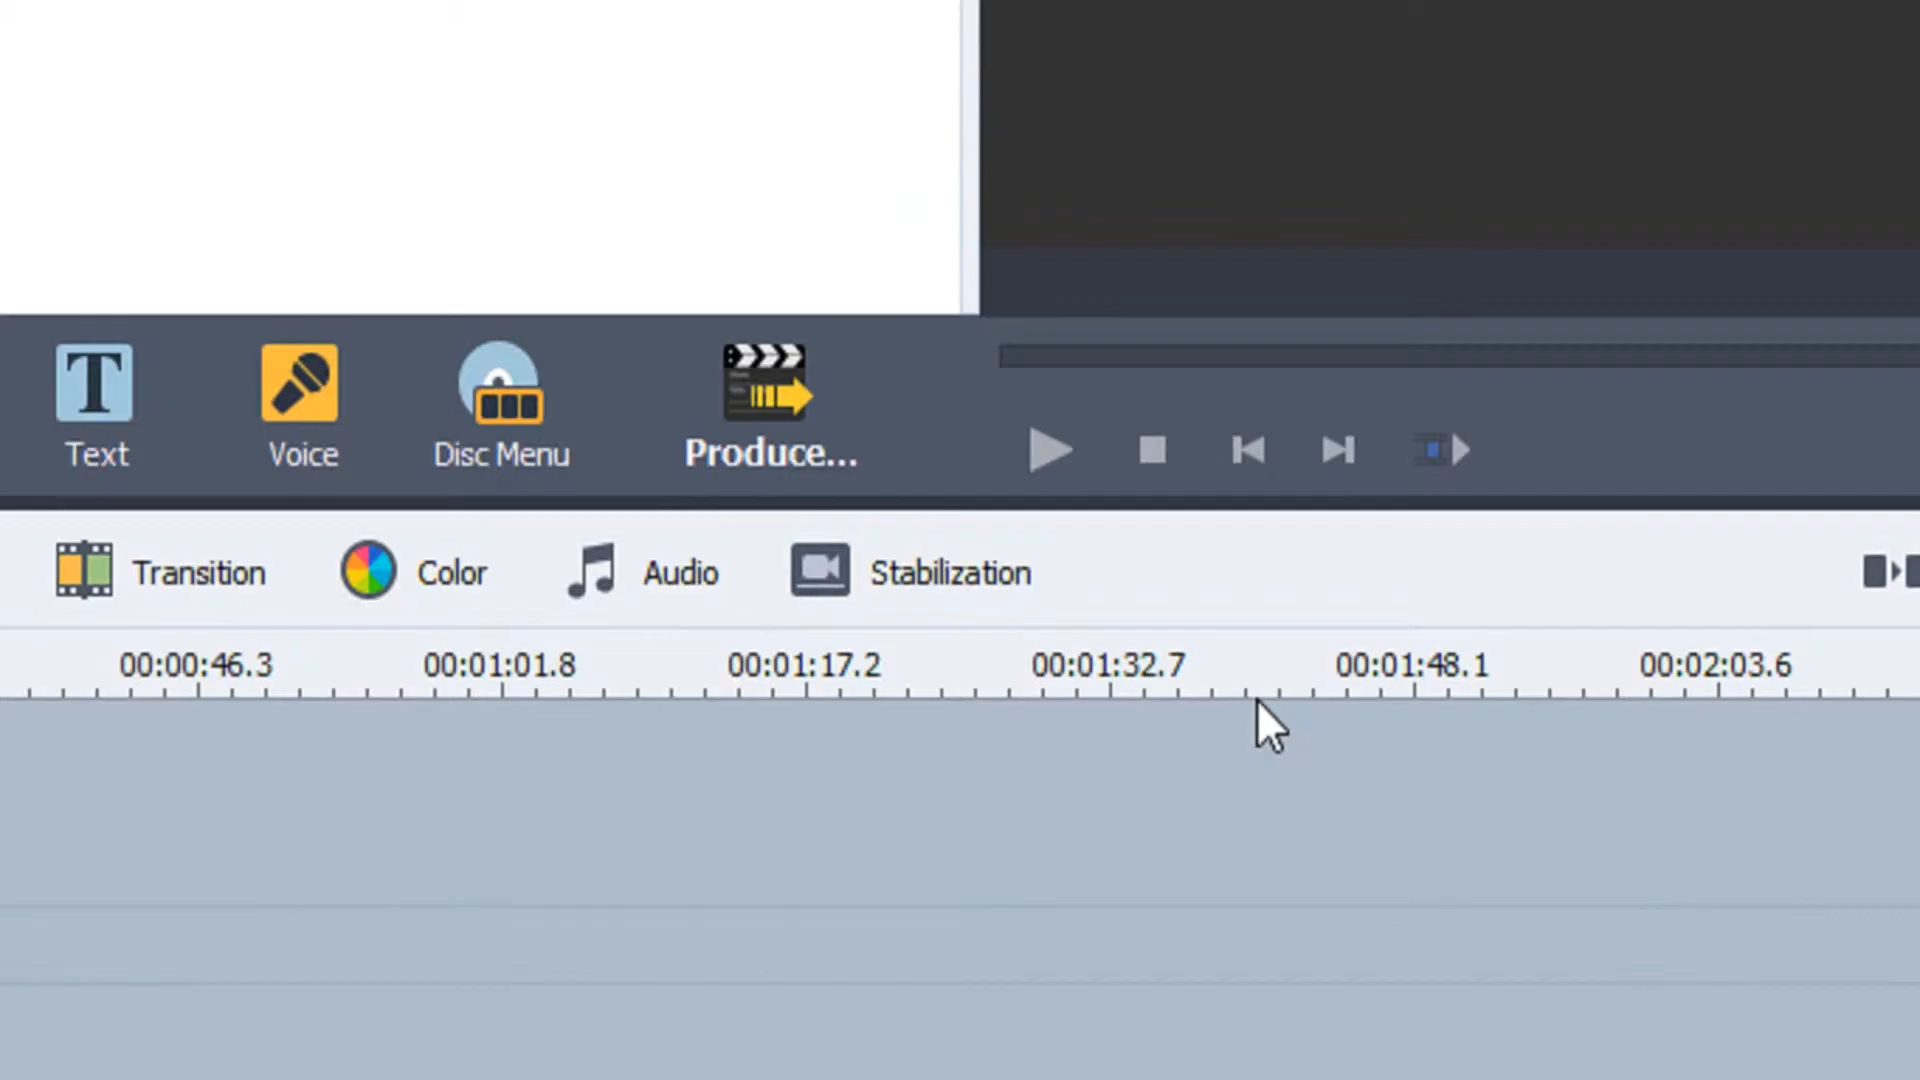 Text Voice Disc Menu Produce...
Transition Color Audio Stabilization
00:00:46.3 00:01:01.8 00:01:17.2 00:01:32.7 00:01:48.1 00:02:03.6